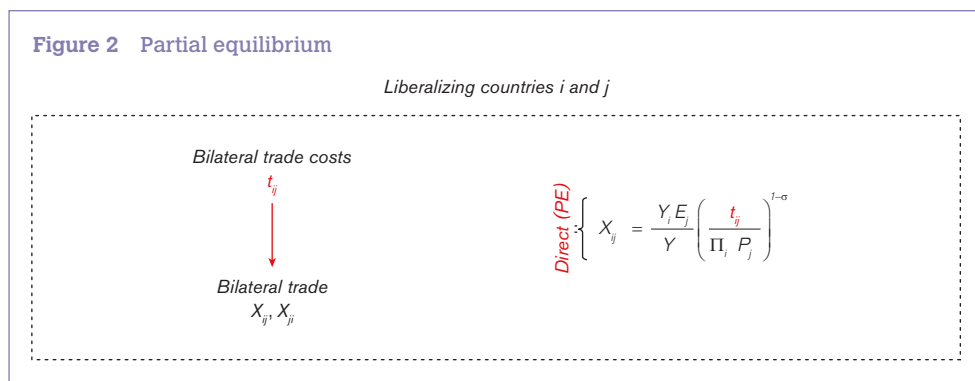 Figure 2 Partial equilibrium
Liberalizing countries i and j
Bilateral trade costs
t_ij
Bilateral trade
X_ij, X_ji
Direct (PE)
X_ij = Y_i E_j / Y ( t_ij / Π_i P_j )^1−σ